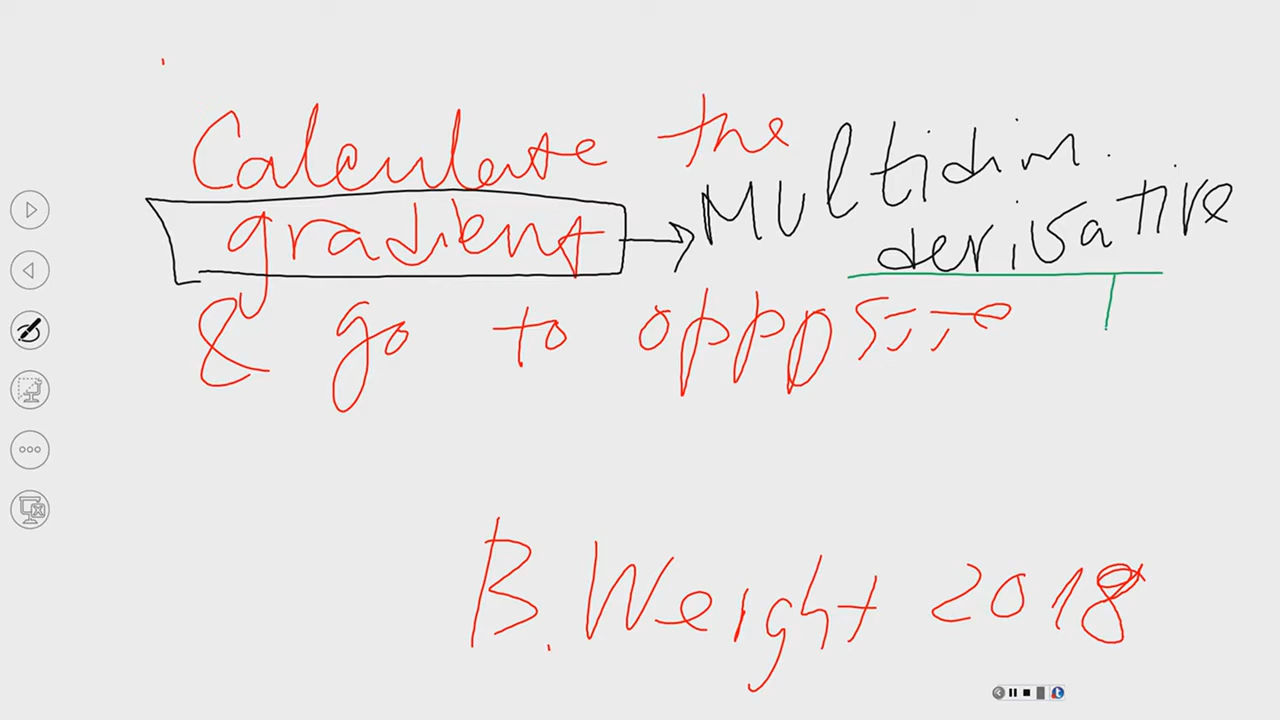 Calculate the
gradient → Multidim.
derivative
& go to opposite
B. Weight 2018